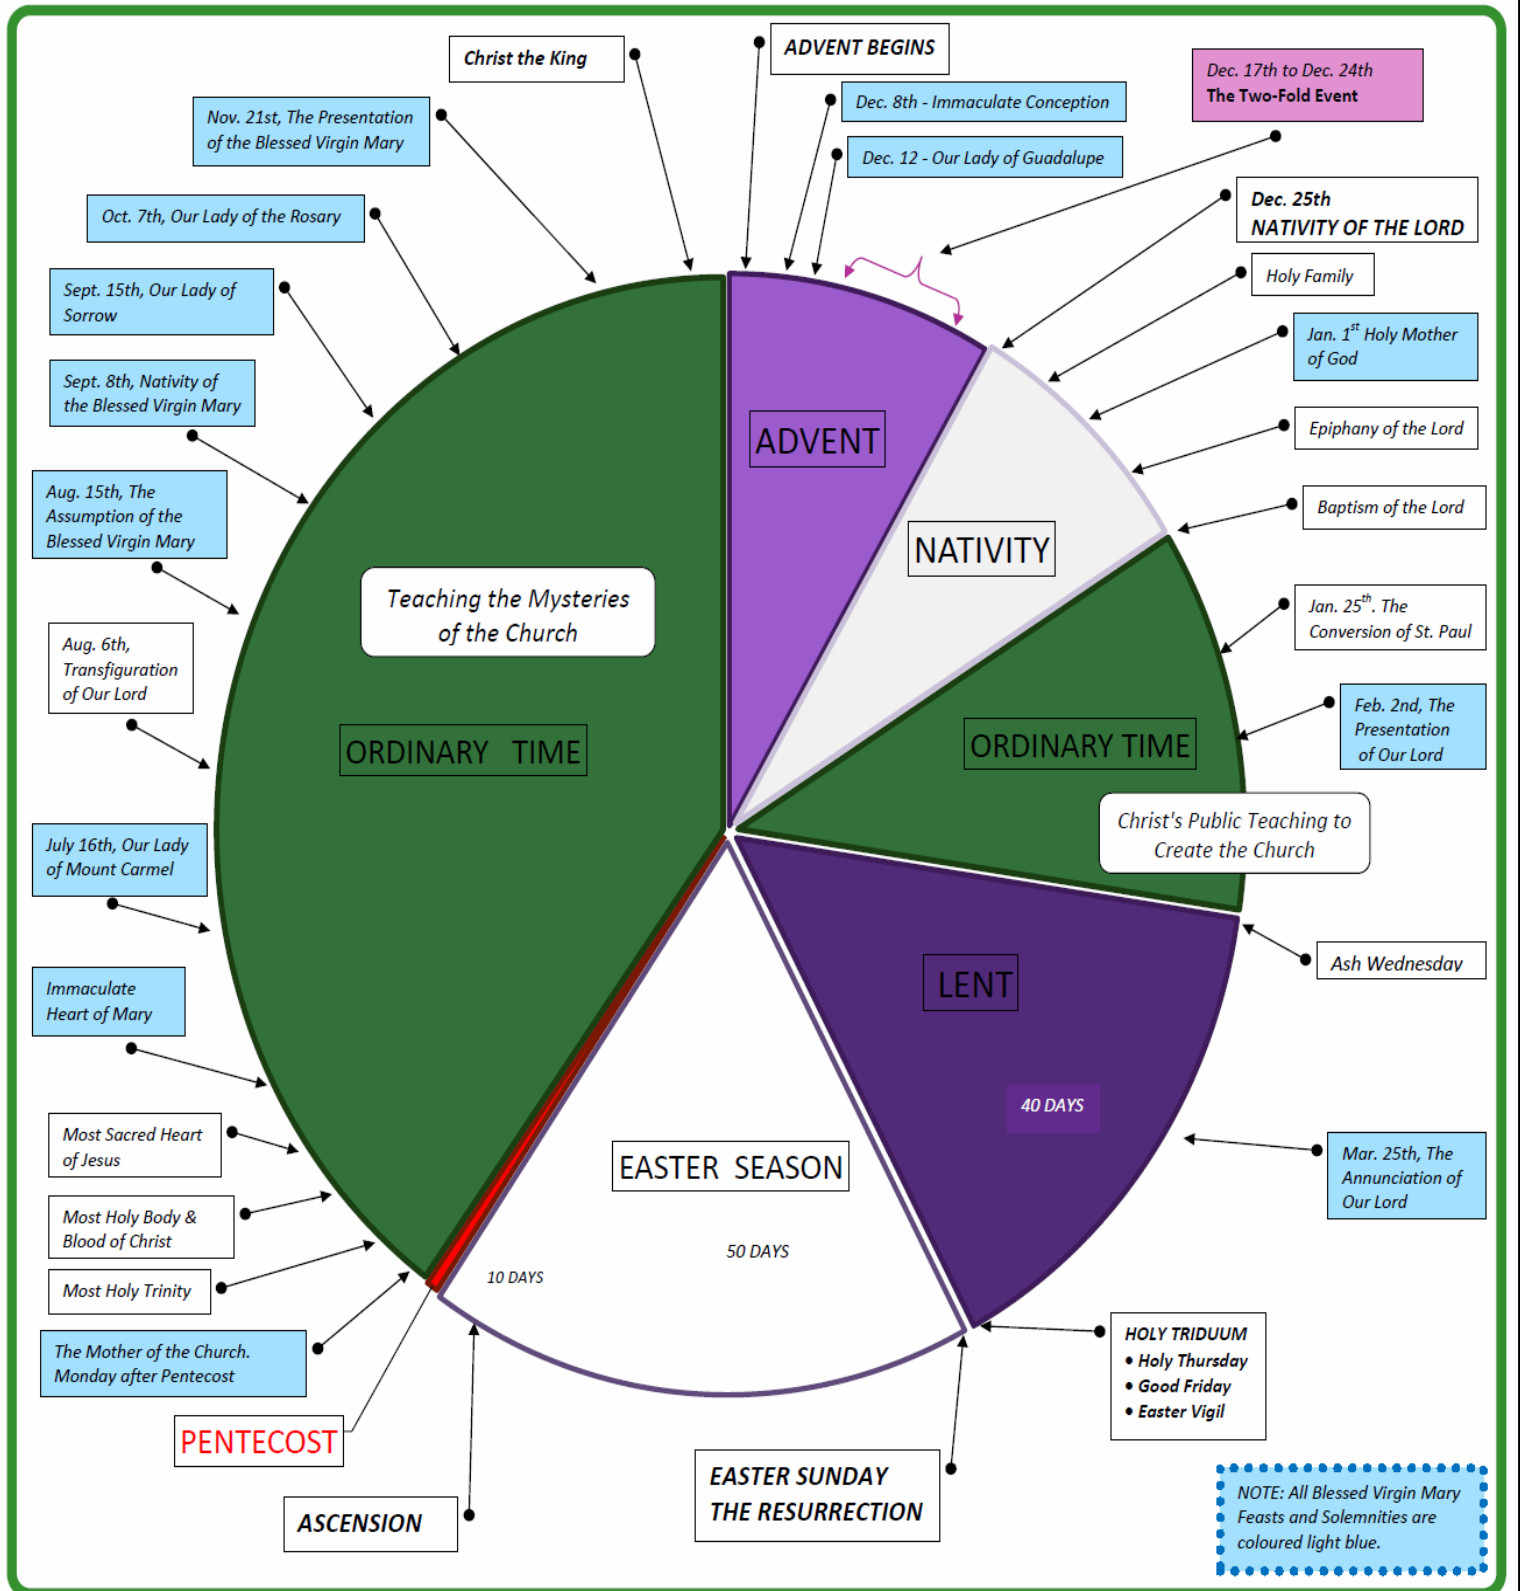 Christ the King
ADVENT BEGINS
Dec. 17th to Dec. 24th
The Two-Fold Event
Nov. 21st, The Presentation
of the Blessed Virgin Mary
Dec. 8th - Immaculate Conception
Dec. 12 - Our Lady of Guadalupe
Oct. 7th, Our Lady of the Rosary
Dec. 25th
NATIVITY OF THE LORD
Sept. 15th, Our Lady of
Sorrow
Holy Family
Jan. 1st Holy Mother
of God
Sept. 8th, Nativity of
the Blessed Virgin Mary
ADVENT
Epiphany of the Lord
Aug. 15th, The
Assumption of the
Blessed Virgin Mary
NATIVITY
Baptism of the Lord
Teaching the Mysteries
of the Church
Jan. 25th. The
Conversion of St. Paul
Aug. 6th,
Transfiguration
of Our Lord
ORDINARY TIME
ORDINARY TIME
Feb. 2nd, The
Presentation
of Our Lord
Christ's Public Teaching to
Create the Church
July 16th, Our Lady
of Mount Carmel
LENT
Ash Wednesday
Immaculate
Heart of Mary
40 DAYS
Most Sacred Heart
of Jesus
EASTER SEASON
Mar. 25th, The
Annunciation of
Our Lord
Most Holy Body &
Blood of Christ
50 DAYS
10 DAYS
Most Holy Trinity
The Mother of the Church.
Monday after Pentecost
HOLY TRIDUUM
• Holy Thursday
• Good Friday
• Easter Vigil
PENTECOST
EASTER SUNDAY
THE RESURRECTION
ASCENSION
NOTE: All Blessed Virgin Mary
Feasts and Solemnities are
coloured light blue.